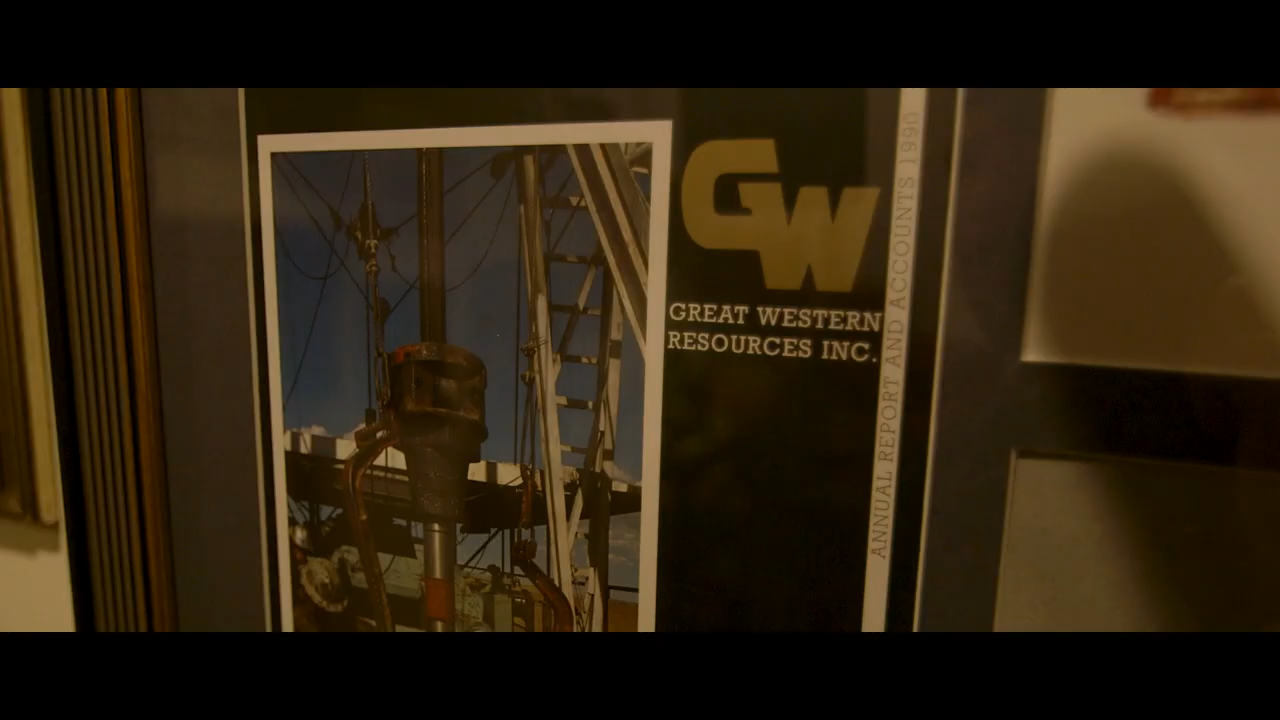 GW
GREAT WESTERN
RESOURCES INC.
ANNUAL REPORT AND ACCOUNTS 1990